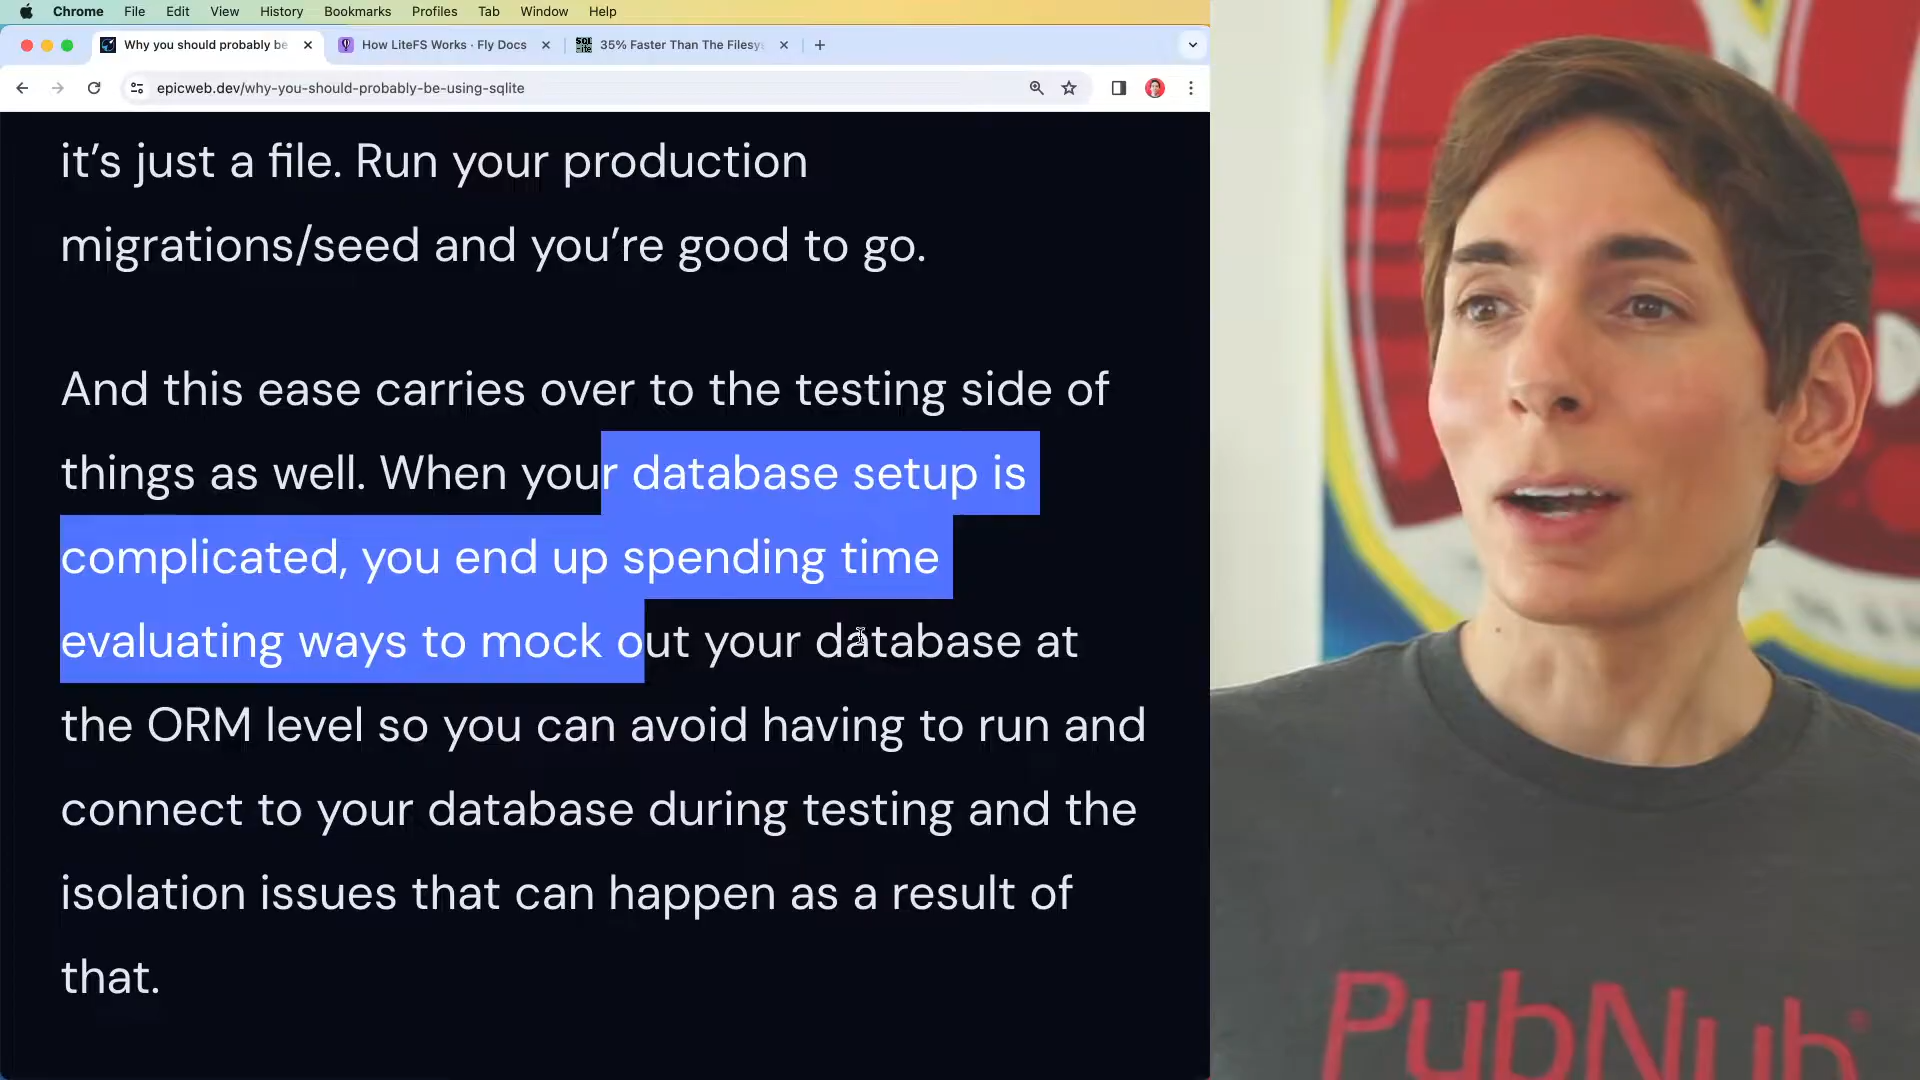 Chrome File Edit View History Bookmarks Profiles Tab Window Help
Why you should probably be
How LiteFS Works · Fly Docs
SQLite
35% Faster Than The Filesy
epicweb.dev/why-you-should-probably-be-using-sqlite
it’s just a file. Run your production
migrations/seed and you’re good to go.
And this ease carries over to the testing side of
things as well. When your database setup is
complicated, you end up spending time
evaluating ways to mock out your database at
the ORM level so you can avoid having to run and
connect to your database during testing and the
isolation issues that can happen as a result of
that.
PubNub